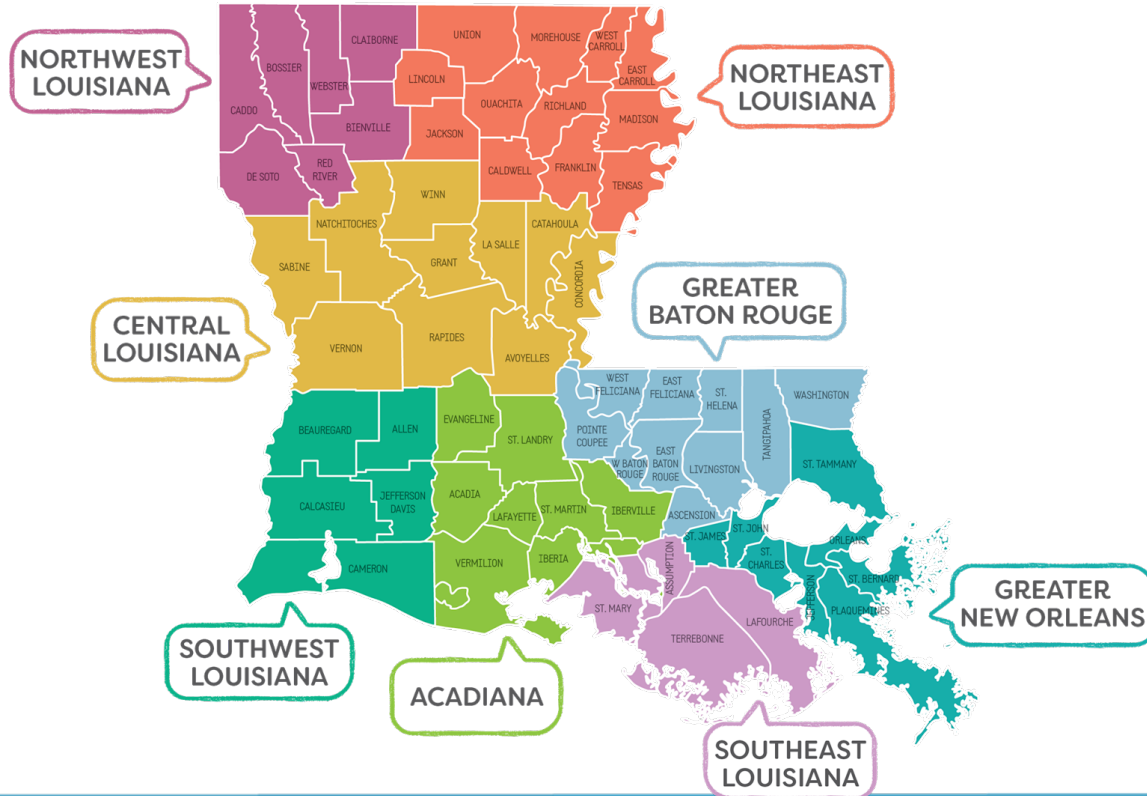 NORTHWEST
LOUISIANA
CLAIBORNE
BOSSIER
WEBSTER
CADDO
BIENVILLE
DE SOTO
RED
RIVER
UNION
MOREHOUSE
WEST
CARROLL
EAST
CARROLL
LINCOLN
OUACHITA
RICHLAND
MADISON
JACKSON
CALDWELL
FRANKLIN
TENSAS
NORTHEAST
LOUISIANA
WINN
NATCHITOCHES
CATAHOULA
LA SALLE
SABINE
GRANT
CONCORDIA
VERNON
RAPIDES
AVOYELLES
CENTRAL
LOUISIANA
GREATER
BATON ROUGE
WEST
FELICIANA
EAST
FELICIANA
ST.
HELENA
TANGIPAHOA
WASHINGTON
POINTE
COUPEE
W BATON
ROUGE
EAST
BATON
ROUGE
LIVINGSTON
ASCENSION
BEAUREGARD
ALLEN
CALCASIEU
JEFFERSON
DAVIS
CAMERON
SOUTHWEST
LOUISIANA
EVANGELINE
ST. LANDRY
ACADIA
LAFAYETTE
ST. MARTIN
IBERVILLE
VERMILION
IBERIA
ACADIANA
ST. TAMMANY
ST. JAMES
ST. JOHN
ST.
CHARLES
ORLEANS
ST. BERNARD
JEFFERSON
PLAQUEMINES
GREATER
NEW ORLEANS
ASSUMPTION
ST. MARY
LAFOURCHE
TERREBONNE
SOUTHEAST
LOUISIANA